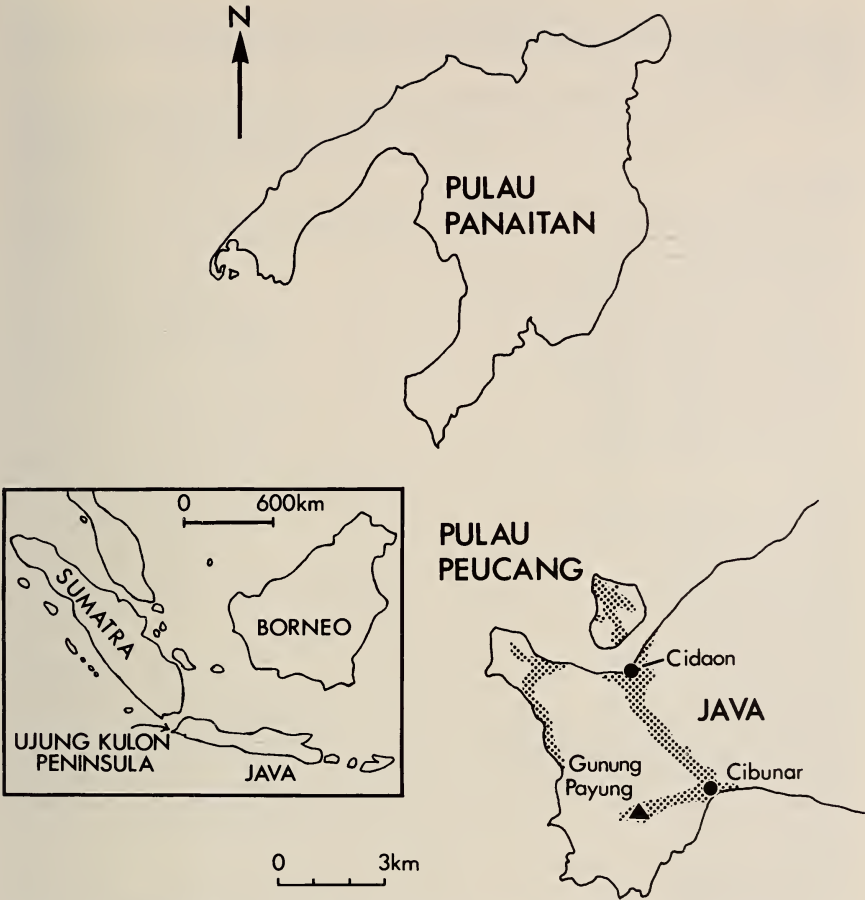 N
PULAU
PANAITAN
0 600km
SUMATRA
BORNEO
UJUNG KULON
PENINSULA
JAVA
PULAU
PEUCANG
Cidaon
JAVA
Gunung
Payung
Cibunar
0 3km